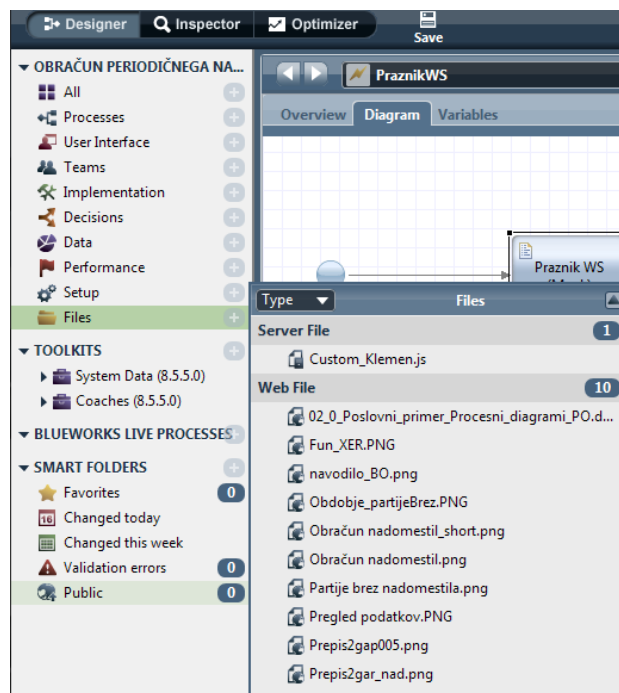 Designer Inspector Optimizer Save
OBRAČUN PERIODIČNEGA NA...
All
Processes
User Interface
Teams
Implementation
Decisions
Data
Performance
Setup
Files
TOOLKITS
System Data (8.5.5.0)
Coaches (8.5.5.0)
BLUEWORKS LIVE PROCESSES
SMART FOLDERS
Favorites 0
Changed today
Changed this week
Validation errors 0
Public 0
PraznikWS
Overview Diagram Variables
Praznik WS
Type Files
Server File 1
Custom_Klemen.js
Web File 10
02_0_Poslovni_primer_Procesni_diagrami_PO.d...
Fun_XER.PNG
navodilo_BO.png
Obdobje_partijeBrez.PNG
Obračun nadomestil_short.png
Obračun nadomestil.png
Partije brez nadomestila.png
Pregled podatkov.PNG
Prepis2gap005.png
Prepis2gar_nad.png